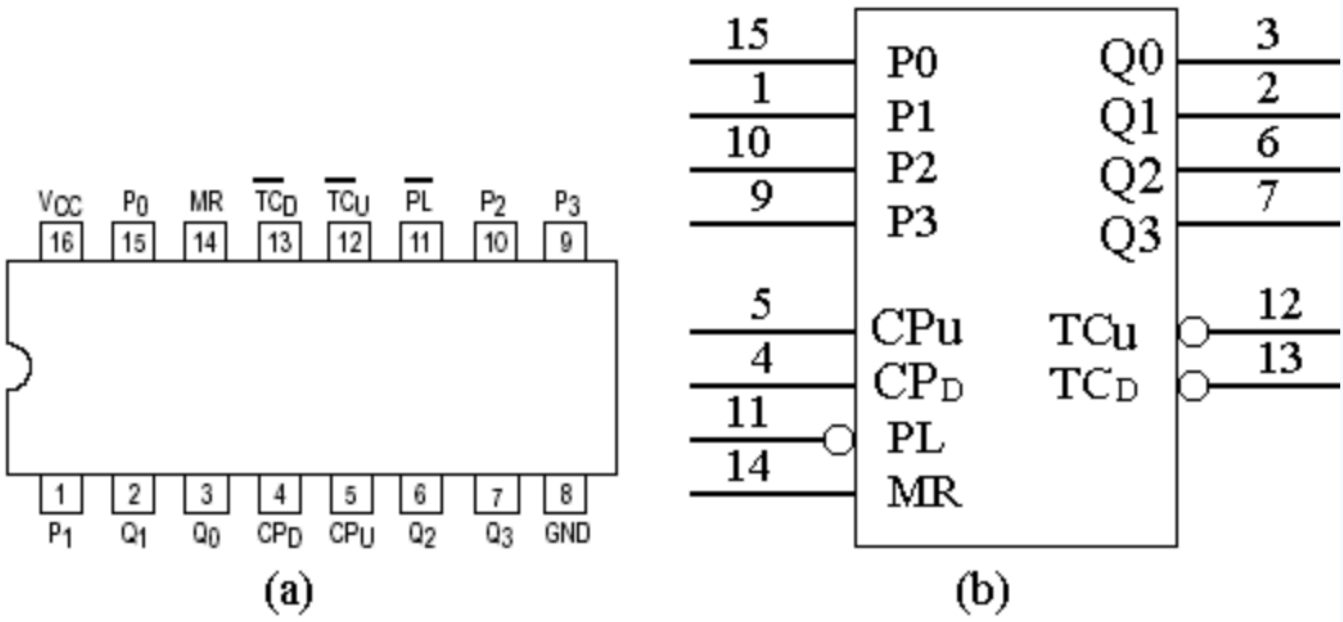 VCC P0 MR TCD TCU PL P2 P3
16 15 14 13 12 11 10 9
1 2 3 4 5 6 7 8
P1 Q1 Q0 CPD CPU Q2 Q3 GND
(a)
15 P0 Q0 3
1 P1 Q1 2
10 P2 Q2 6
9 P3 Q3 7
5 CPu TCu 12
4 CPD TCD 13
11 PL
14 MR
(b)